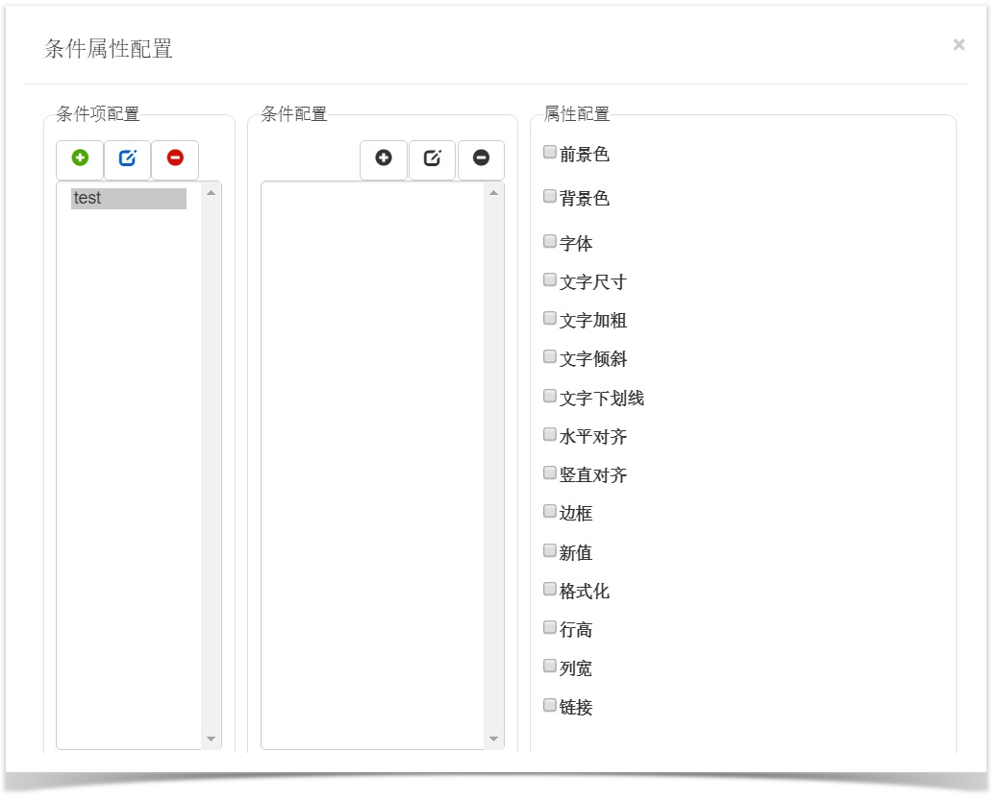 条件属性配置
×
条件项配置
test
条件配置
属性配置
前景色
背景色
字体
文字尺寸
文字加粗
文字倾斜
文字下划线
水平对齐
竖直对齐
边框
新值
格式化
行高
列宽
链接